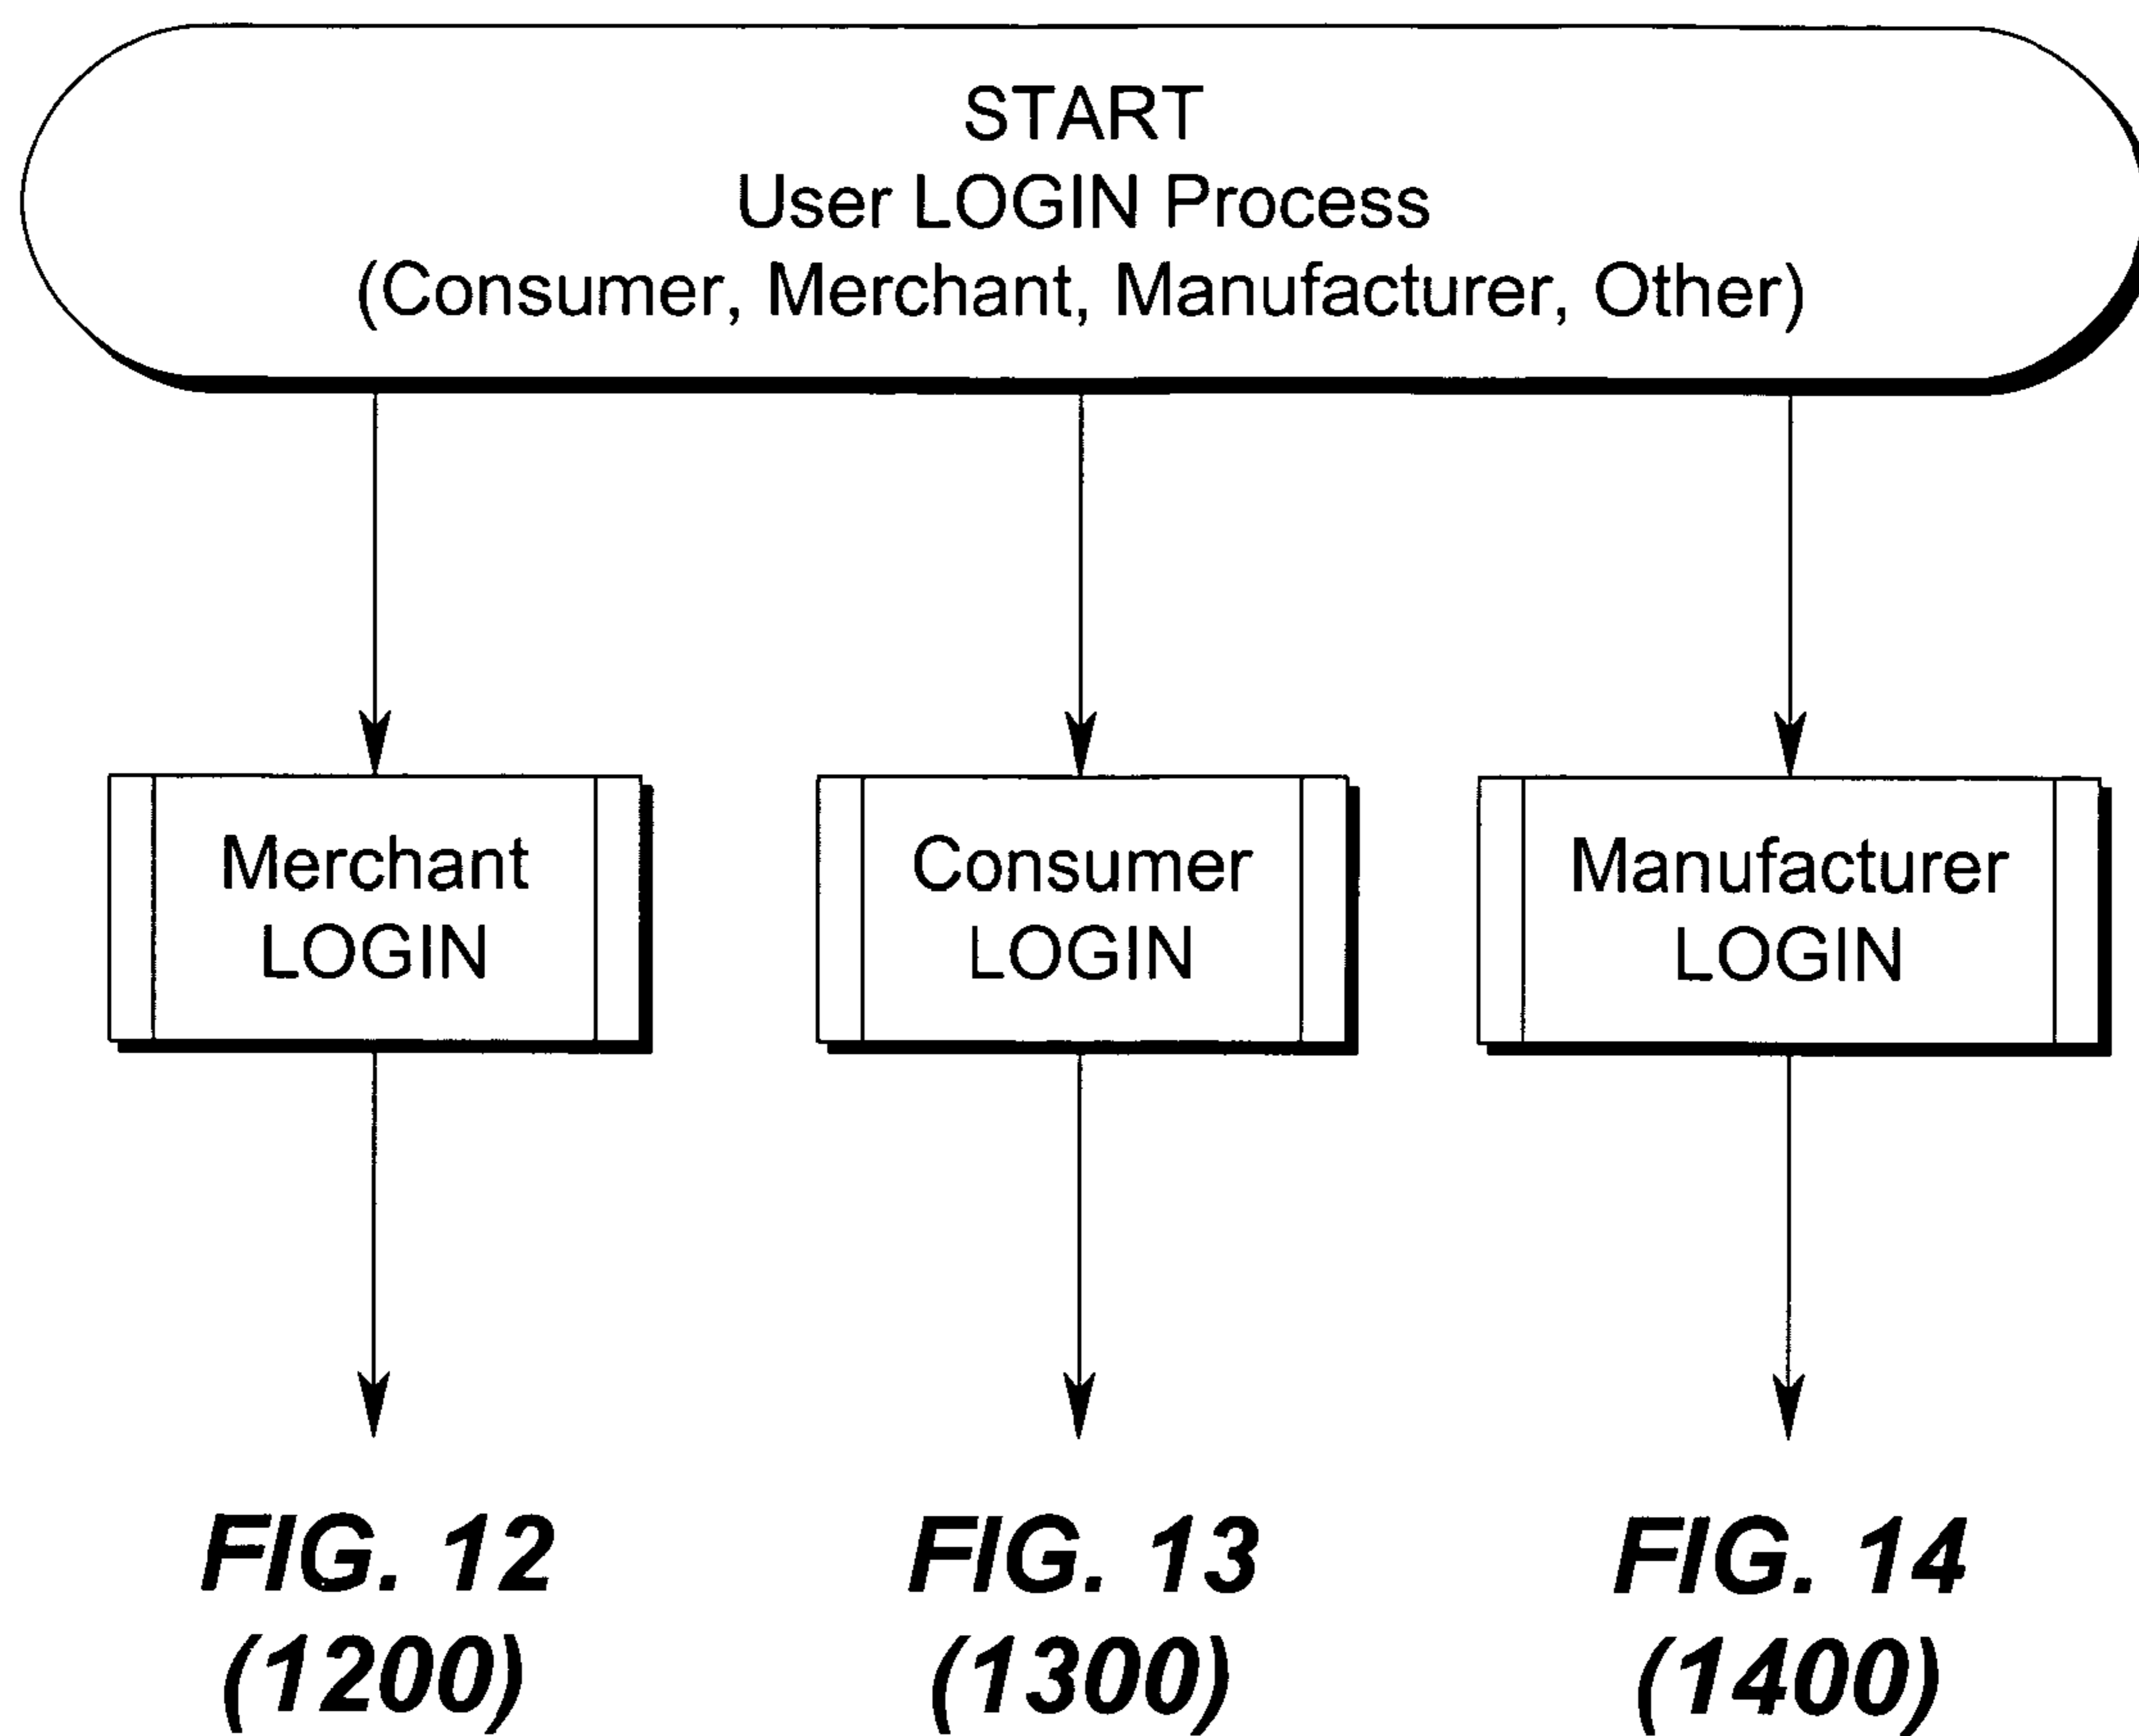 START
User LOGIN Process
(Consumer, Merchant, Manufacturer, Other)
Merchant
LOGIN
Consumer
LOGIN
Manufacturer
LOGIN
FIG. 12
(1200)
FIG. 13
(1300)
FIG. 14
(1400)